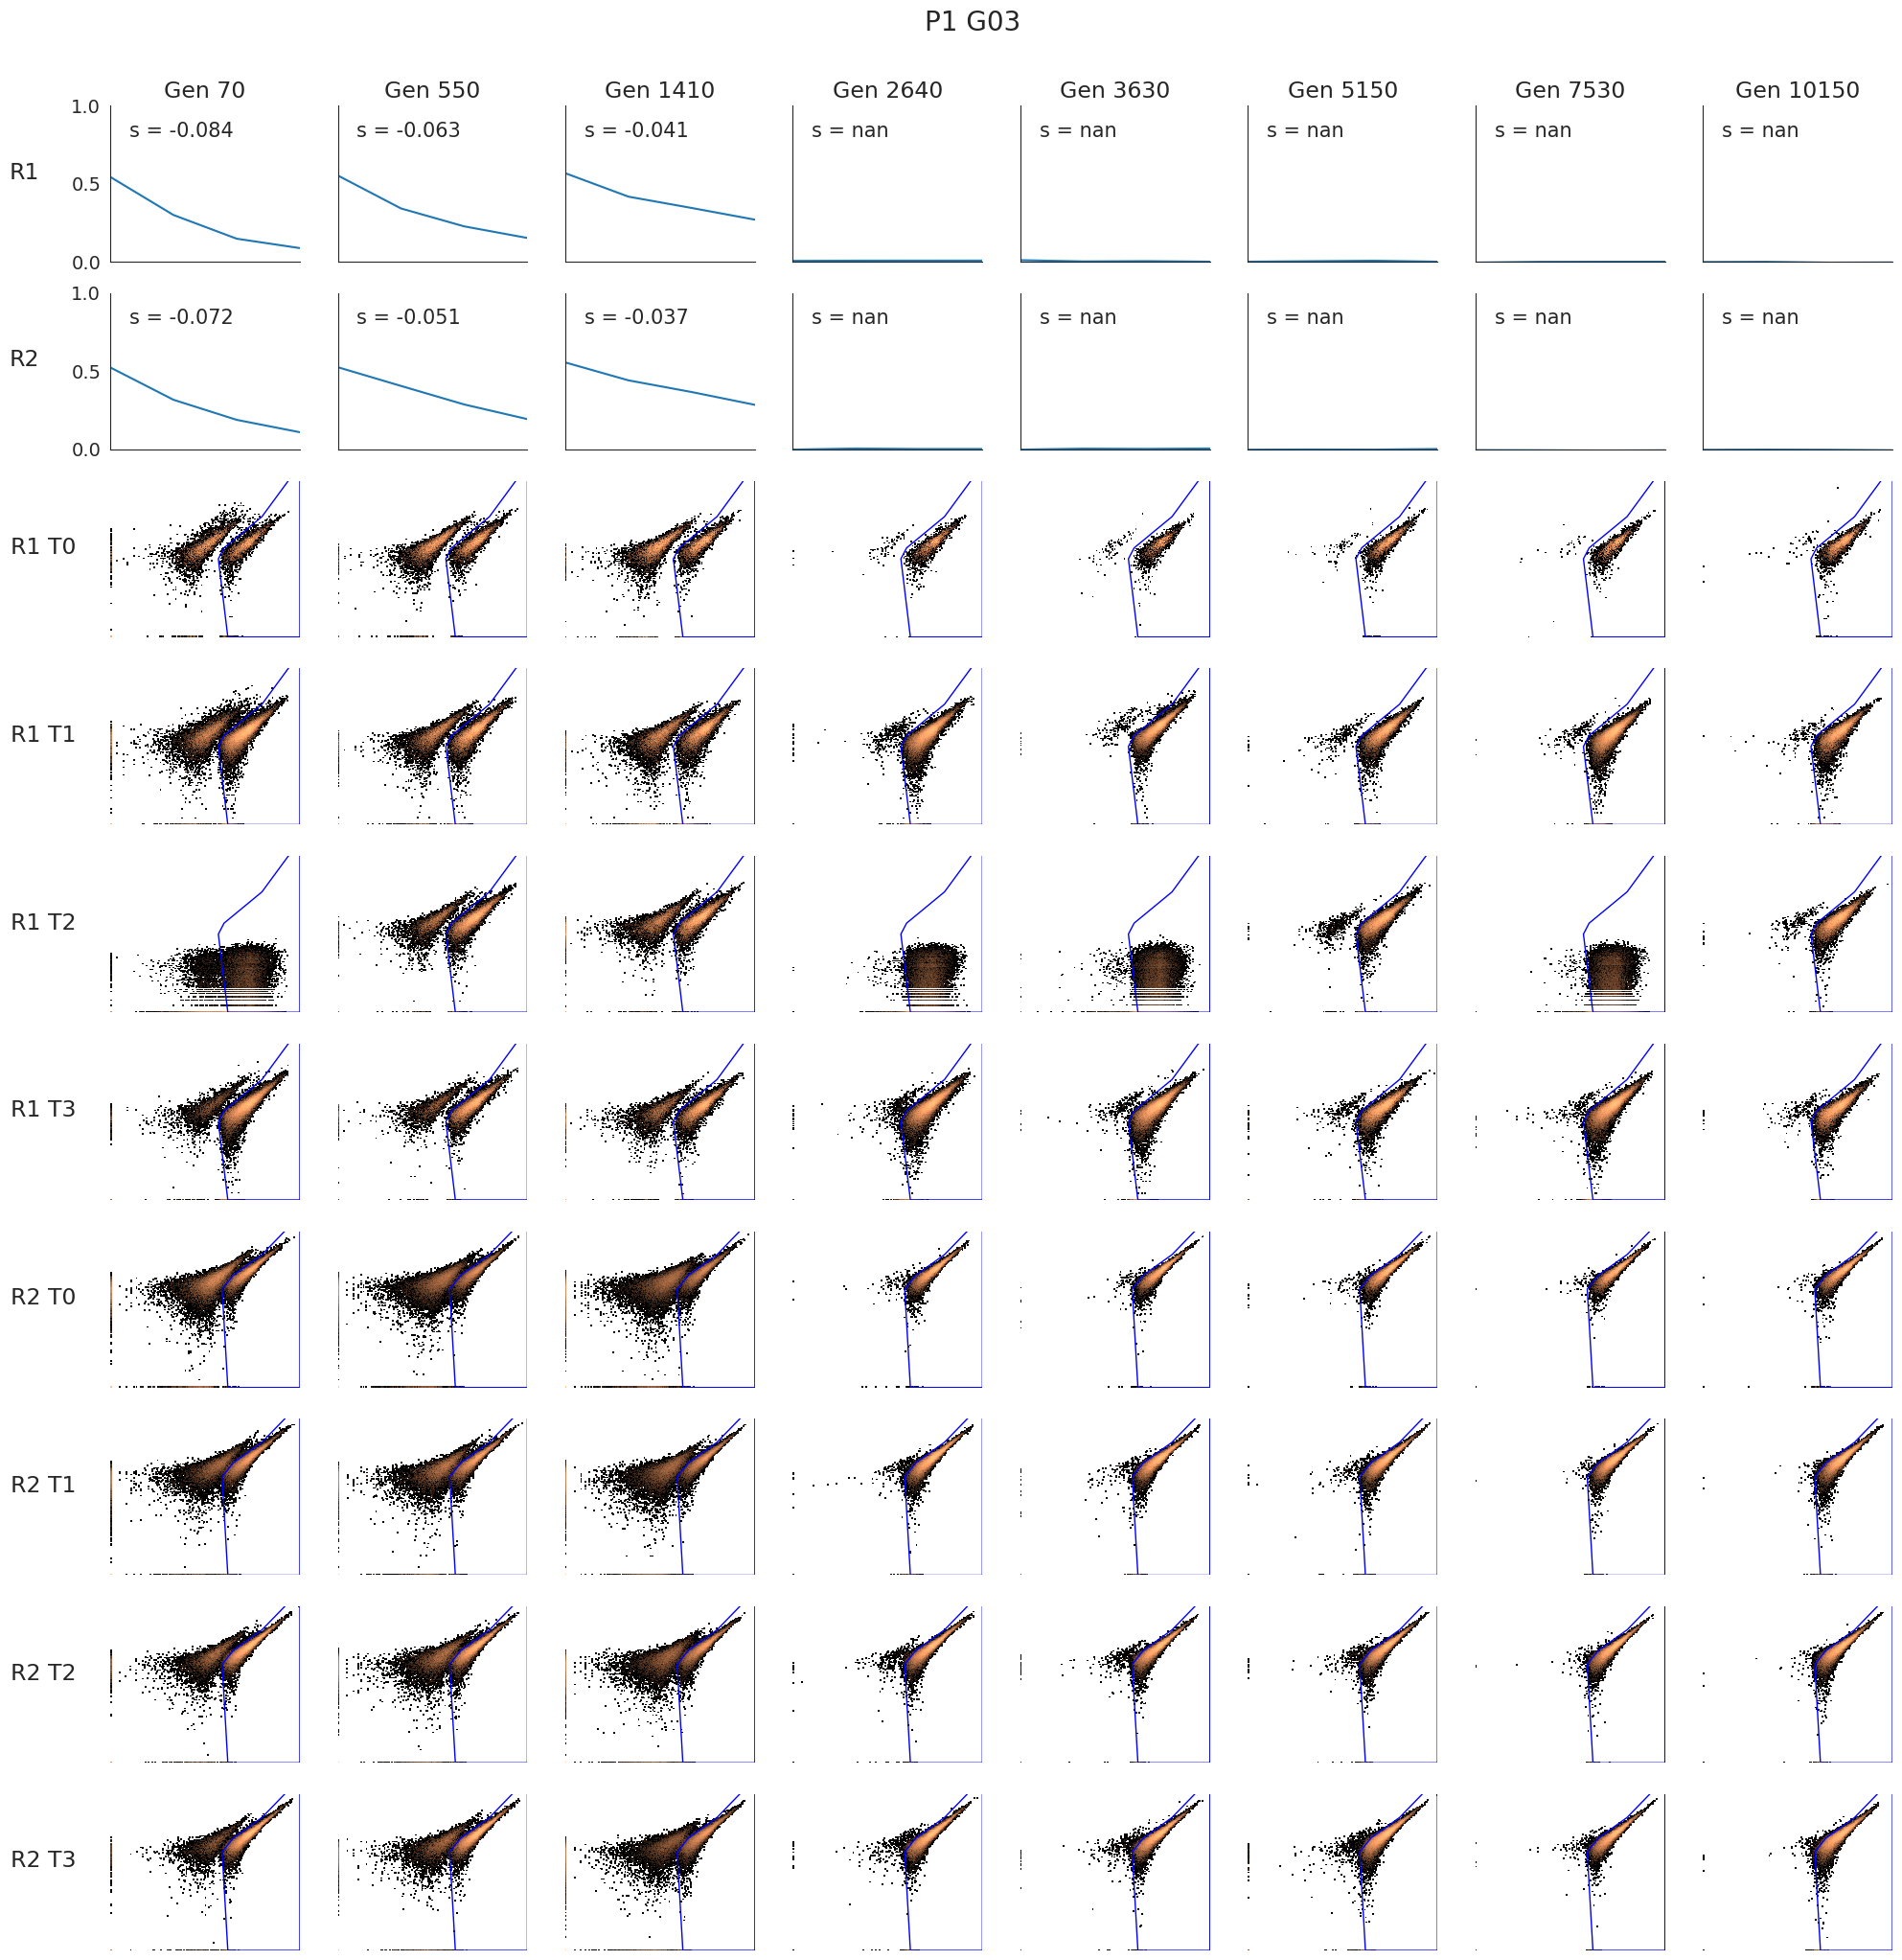 P1 G03
Gen 70 Gen 550 Gen 1410 Gen 2640 Gen 3630 Gen 5150 Gen 7530 Gen 10150
1.0
s = -0.084 s = -0.063 s = -0.041 s = nan s = nan s = nan s = nan s = nan
R1
0.5
0.0
1.0
s = -0.072 s = -0.051 s = -0.037 s = nan s = nan s = nan s = nan s = nan
R2
0.5
0.0
R1 T0
R1 T1
R1 T2
R1 T3
R2 T0
R2 T1
R2 T2
R2 T3